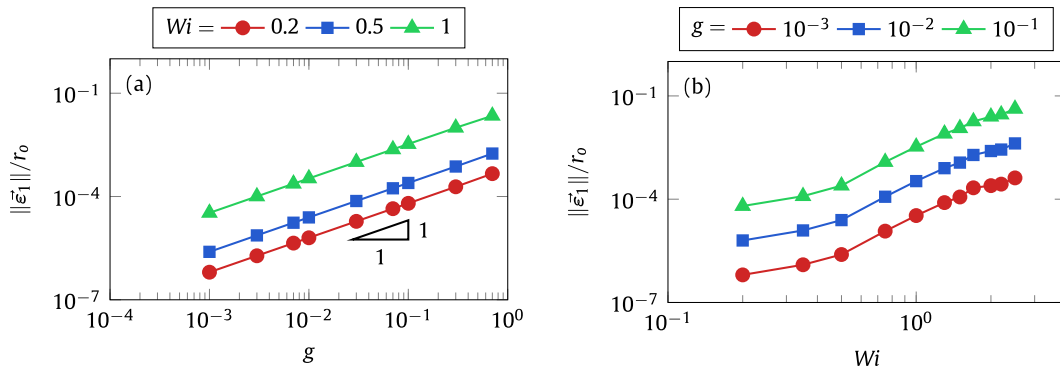 Wi = 0.2 0.5 1
(a)
10⁻¹
10⁻⁴
10⁻⁷
||ε⃗₁||/rₒ
1
1
10⁻⁴ 10⁻³ 10⁻² 10⁻¹ 10⁰
g
g = 10⁻³ 10⁻² 10⁻¹
(b)
10⁻¹
10⁻⁴
10⁻⁷
||ε⃗₁||/rₒ
10⁻¹ 10⁰
Wi